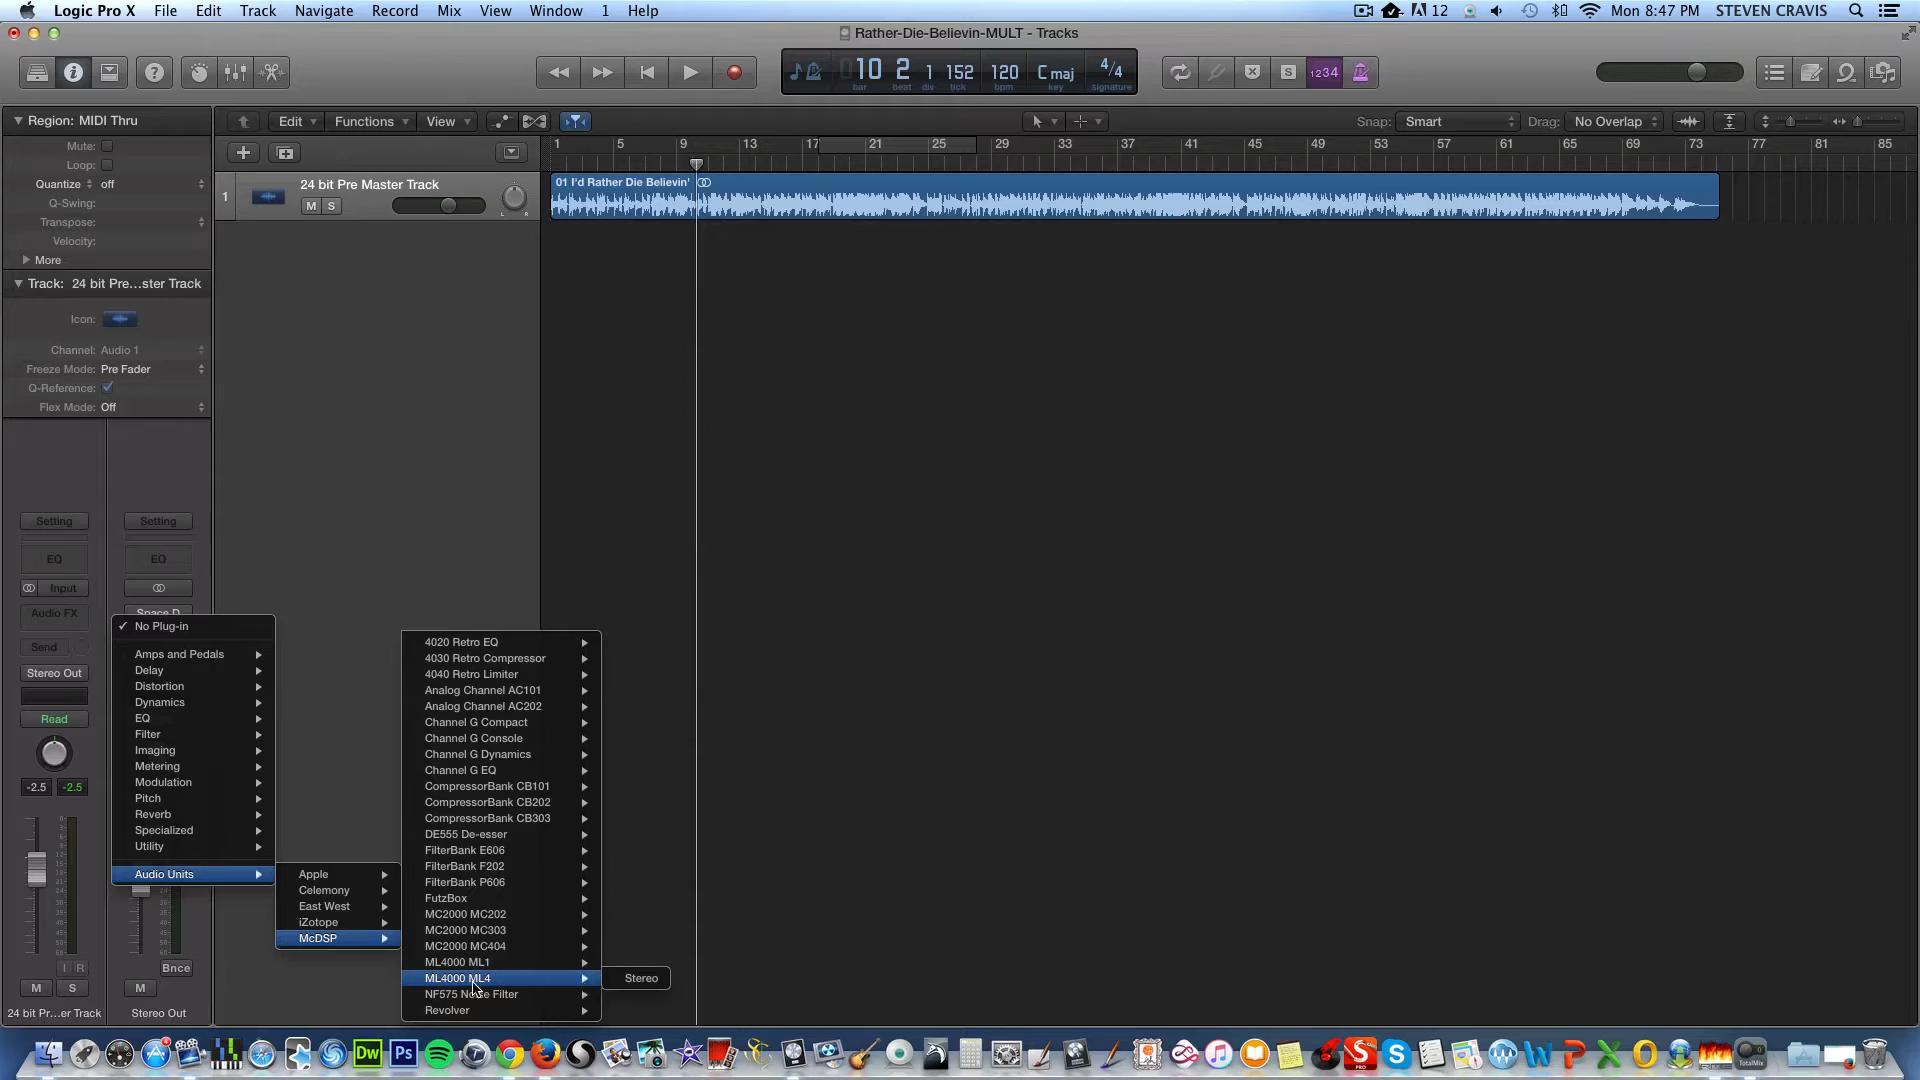 Logic Pro X File Edit Track Navigate Record Mix View Window 1 Help
12 Mon 8:47 PM STEVEN CRAVIS
Rather-Die-Believin-MULT - Tracks
10 2 1 152 120 C maj 4/4
bar beat div tick bpm key signature
S 1234
Region: MIDI Thru
Edit Functions View
Snap: Smart Drag: No Overlap
Mute:
Loop:
Quantize off
Q-Swing:
Transpose:
Velocity:
More
1 5 9 13 17 21 25 29 33 37 41 45 49 53 57 61 65 69 73 77 81 85
1 24 bit Pre Master Track
M S
L R
01 I'd Rather Die Believin'
Track: 24 bit Pre...ster Track
Icon:
Channel: Audio 1
Freeze Mode: Pre Fader
Q-Reference:
Flex Mode: Off
Setting Setting
EQ EQ
Input
Audio FX
Space D
Send
Stereo Out
Read
-2.5 -2.5
I R
Bnce
M S M
24 bit Pr...er Track Stereo Out
No Plug-in
Amps and Pedals
Delay
Distortion
Dynamics
EQ
Filter
Imaging
Metering
Modulation
Pitch
Reverb
Specialized
Utility
Audio Units
Apple
Celemony
East West
iZotope
McDSP
4020 Retro EQ
4030 Retro Compressor
4040 Retro Limiter
Analog Channel AC101
Analog Channel AC202
Channel G Compact
Channel G Console
Channel G Dynamics
Channel G EQ
CompressorBank CB101
CompressorBank CB202
CompressorBank CB303
DE555 De-esser
FilterBank E606
FilterBank F202
FilterBank P606
FutzBox
MC2000 MC202
MC2000 MC303
MC2000 MC404
ML4000 ML1
ML4000 ML4
NF575 Noise Filter
Revolver
Stereo
Dw Ps
TotalMix